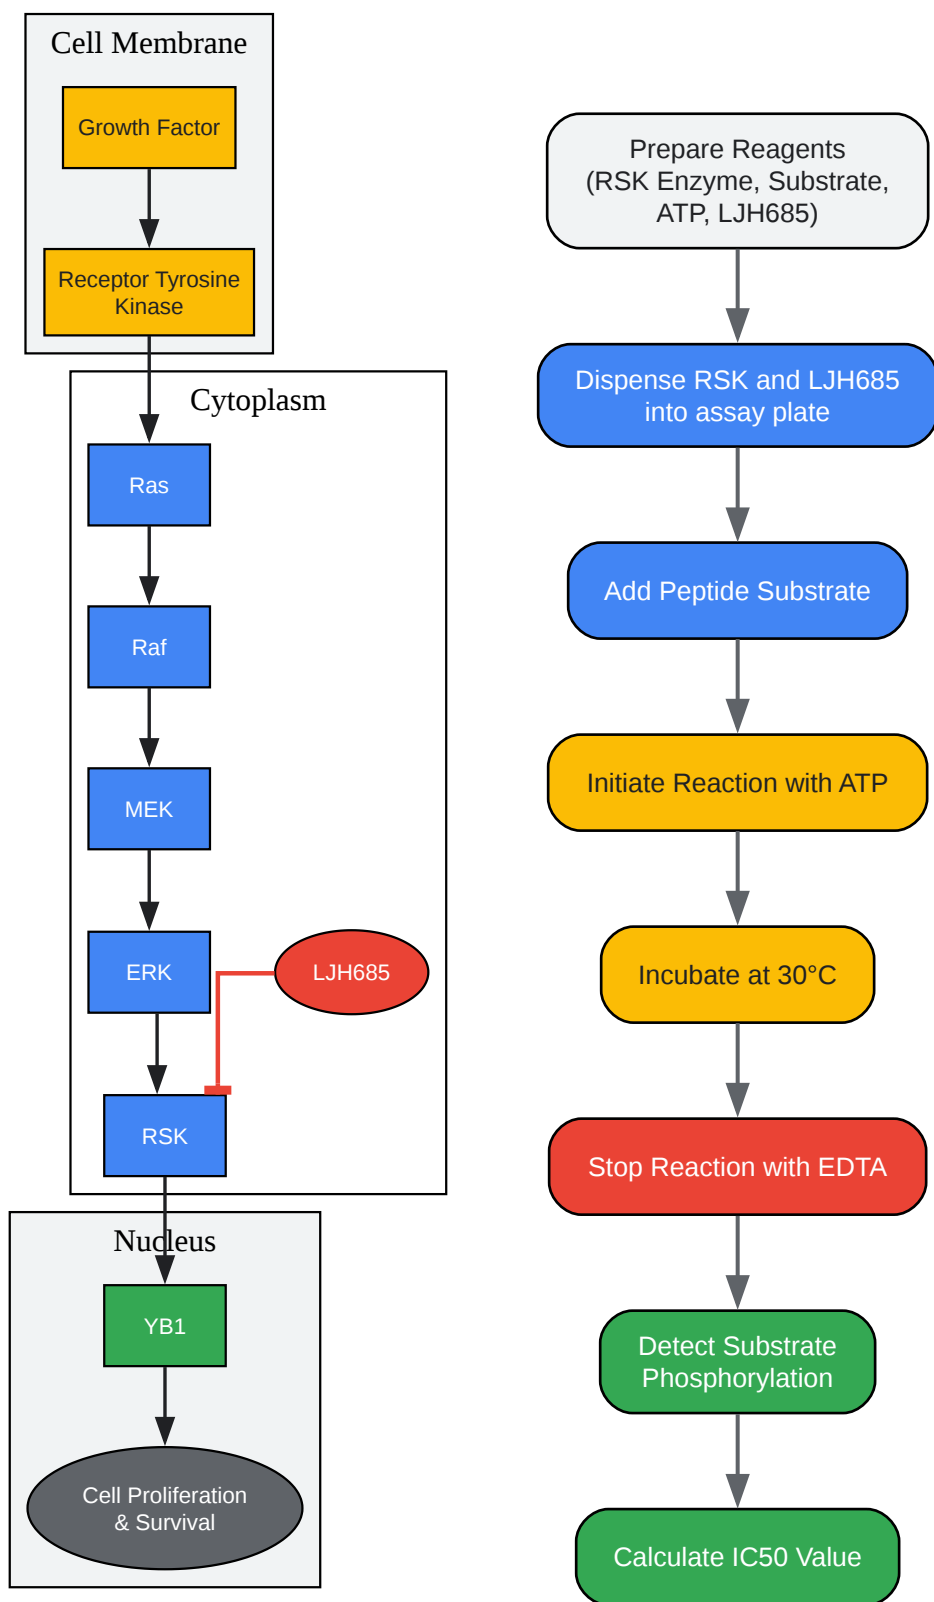 Cell Membrane
Growth Factor
Receptor Tyrosine
Kinase
Cytoplasm
Ras
Raf
MEK
ERK
LJH685
RSK
Nucleus
YB1
Cell Proliferation
& Survival
Prepare Reagents
(RSK Enzyme, Substrate,
ATP, LJH685)
Dispense RSK and LJH685
into assay plate
Add Peptide Substrate
Initiate Reaction with ATP
Incubate at 30°C
Stop Reaction with EDTA
Detect Substrate
Phosphorylation
Calculate IC50 Value